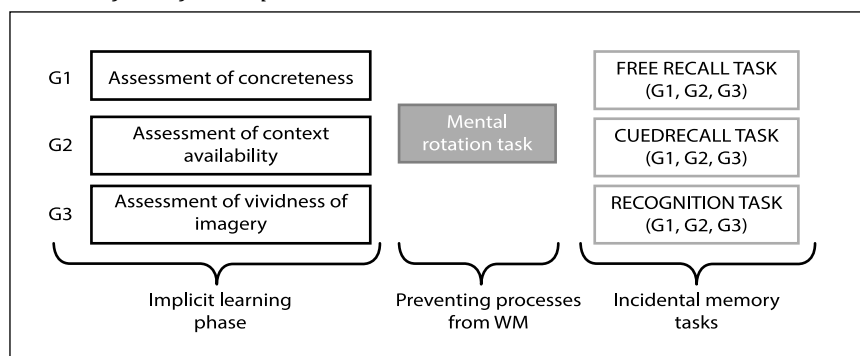 G1
Assessment of concreteness
G2
Assessment of context
availability
G3
Assessment of vividness of
imagery
Implicit learning
phase
Mental
rotation task
Preventing processes
from WM
FREE RECALL TASK
(G1, G2, G3)
CUEDRECALL TASK
(G1, G2, G3)
RECOGNITION TASK
(G1, G2, G3)
Incidental memory
tasks